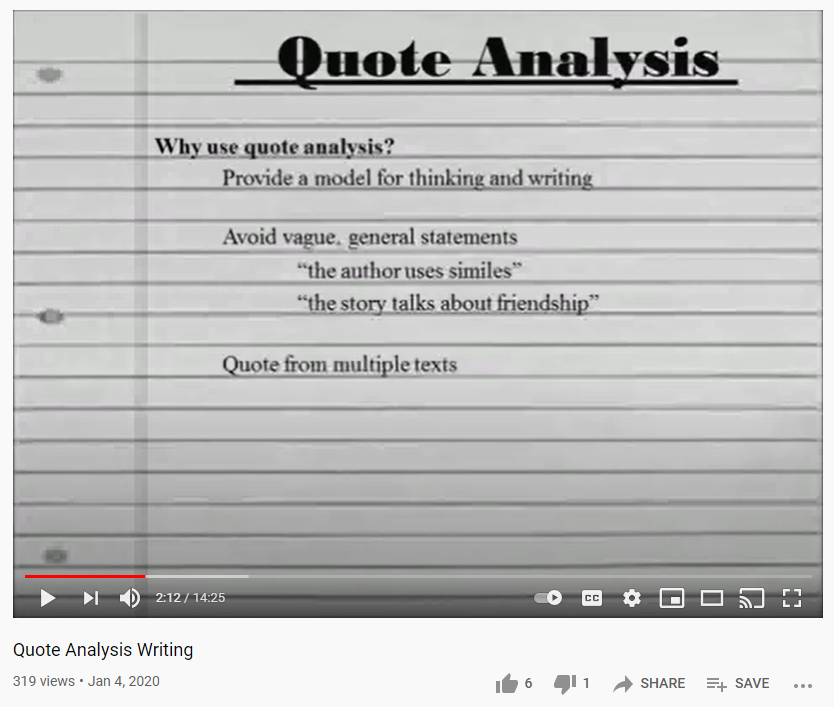 Quote Analysis
Why use quote analysis?
Provide a model for thinking and writing
Avoid vague, general statements
“the author uses similes”
“the story talks about friendship”
Quote from multiple texts
2:12 / 14:25
CC
Quote Analysis Writing
319 views • Jan 4, 2020
6 1 SHARE SAVE